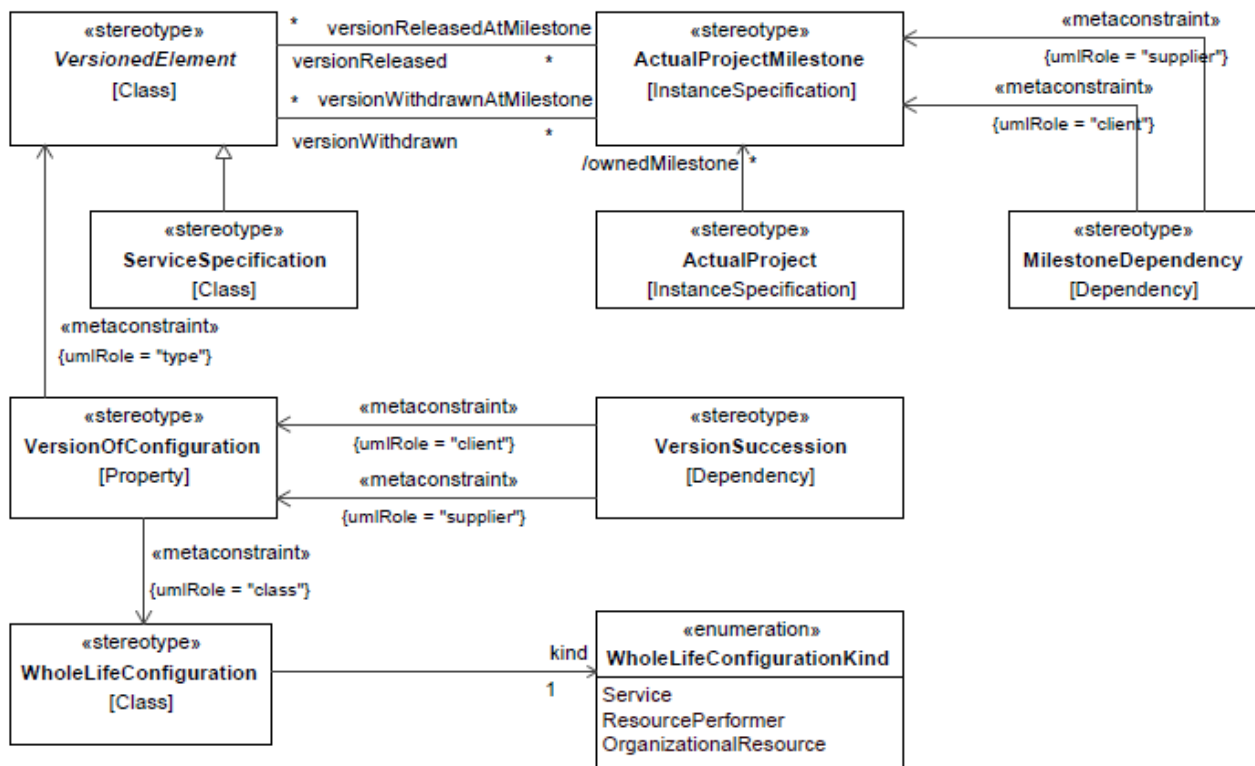 «stereotype»
VersionedElement
[Class]
* versionReleasedAtMilestone
versionReleased *
* versionWithdrawnAtMilestone
versionWithdrawn *
«stereotype»
ActualProjectMilestone
[InstanceSpecification]
«metaconstraint»
{umlRole = "supplier"}
«metaconstraint»
{umlRole = "client"}
/ownedMilestone *
«stereotype»
ServiceSpecification
[Class]
«stereotype»
ActualProject
[InstanceSpecification]
«stereotype»
MilestoneDependency
[Dependency]
«metaconstraint»
{umlRole = "type"}
«stereotype»
VersionOfConfiguration
[Property]
«metaconstraint»
{umlRole = "client"}
«metaconstraint»
{umlRole = "supplier"}
«stereotype»
VersionSuccession
[Dependency]
«metaconstraint»
{umlRole = "class"}
«stereotype»
WholeLifeConfiguration
[Class]
kind
1
«enumeration»
WholeLifeConfigurationKind
Service
ResourcePerformer
OrganizationalResource